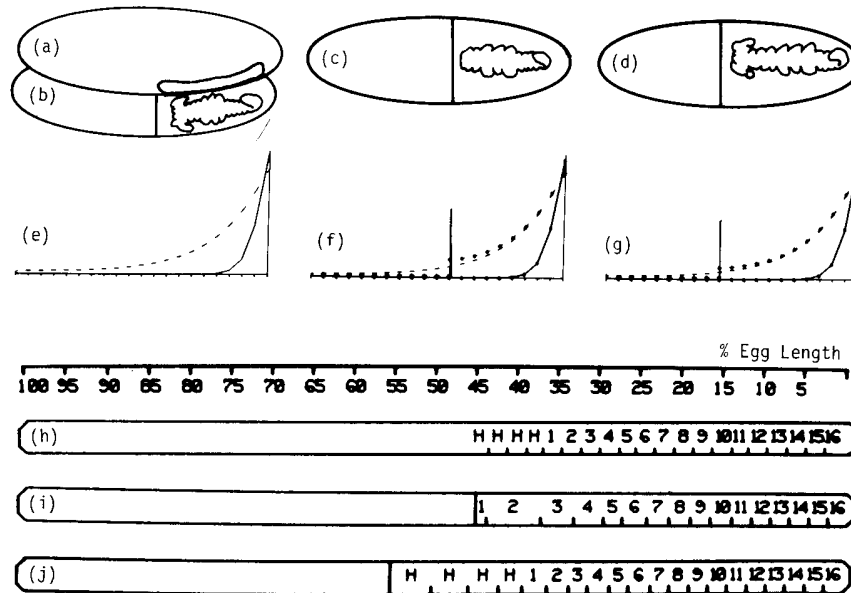 (a)
(b)
(c)
(d)
(e)
(f)
(g)
% Egg Length
100 95 85 80 75 70 65 60 55 50 45 40 35 30 25 20 15 10 5
(h) H H H H 1 2 3 4 5 6 7 8 9 10 11 12 13 14 15 16
(i) 1 2 3 4 5 6 7 8 9 10 11 12 13 14 15 16
(j) H H H H 1 2 3 4 5 6 7 8 9 10 11 12 13 14 15 16